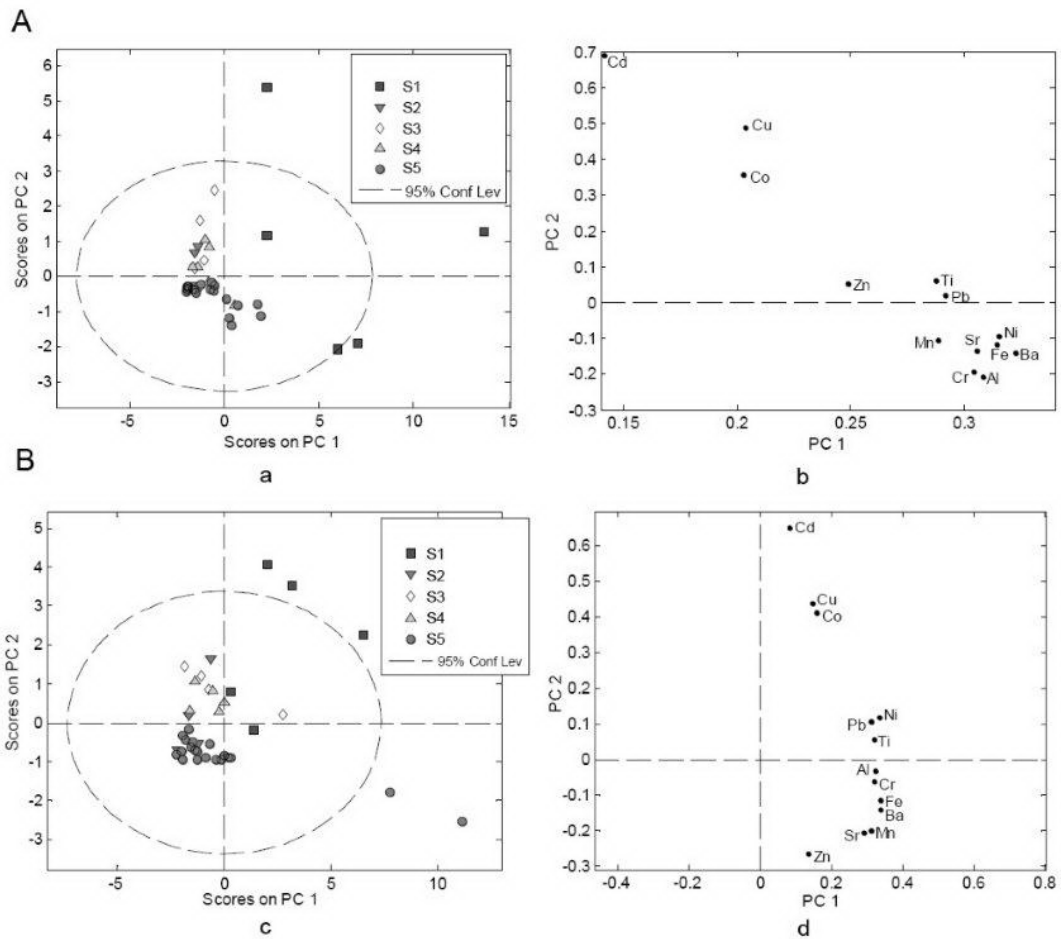 A
6
5
4
3
2
1
0
-1
-2
-3
Scores on PC 2
-5
0
5
10
15
Scores on PC 1
S1
S2
S3
S4
S5
95% Conf Lev
a
0.7
0.6
0.5
0.4
0.3
0.2
0.1
0
-0.1
-0.2
-0.3
PC 2
Cd
Cu
Co
Zn
Ti
Pb
Mn
Sr
Ni
Fe
Ba
Cr
Al
0.15
0.2
0.25
0.3
PC 1
b
B
5
4
3
2
1
0
-1
-2
-3
Scores on PC 2
-5
0
5
10
Scores on PC 1
S1
S2
S3
S4
S5
95% Conf Lev
c
0.6
0.5
0.4
0.3
0.2
0.1
0
-0.1
-0.2
-0.3
PC 2
Cd
Cu
Co
Pb
Ni
Ti
Al
Cr
Fe
Ba
Sr
Mn
Zn
-0.4
-0.2
0
0.2
0.4
0.6
0.8
PC 1
d